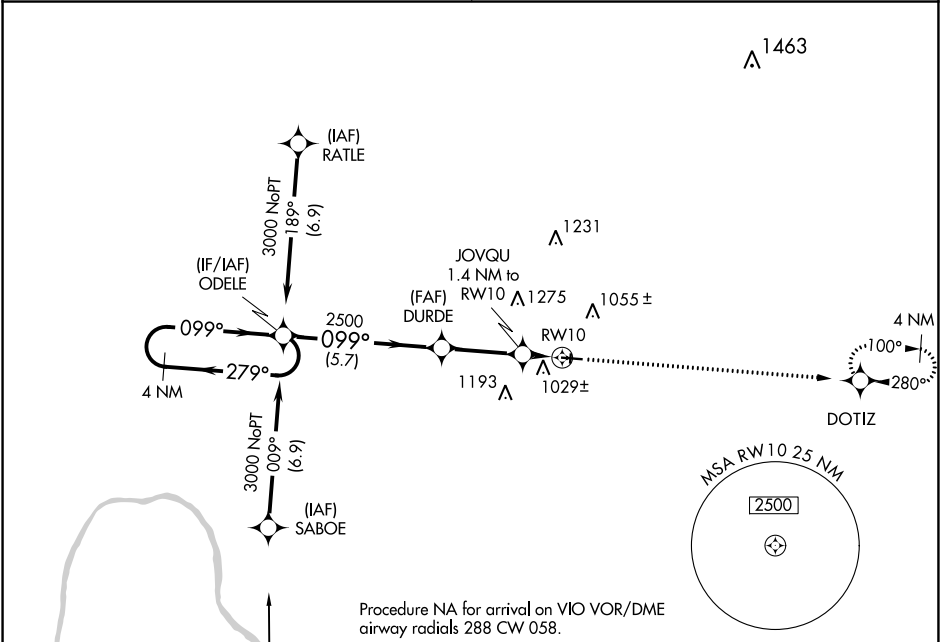 1463
(IAF)
RATLE
3000 NoPT
189°
(6.9)
1231
JOVQU
1.4 NM to
RW10
(IF/IAF)
ODELE
1275
1055 ±
(FAF)
DURDE
2500
099°
(5.7)
099°
279°
4 NM
RW10
1193
1029±
4 NM
100°
280°
DOTIZ
3000 NoPT
009°
(6.9)
(IAF)
SABOE
MSA RW10 25 NM
2500
Procedure NA for arrival on VIO VOR/DME
airway radials 288 CW 058.